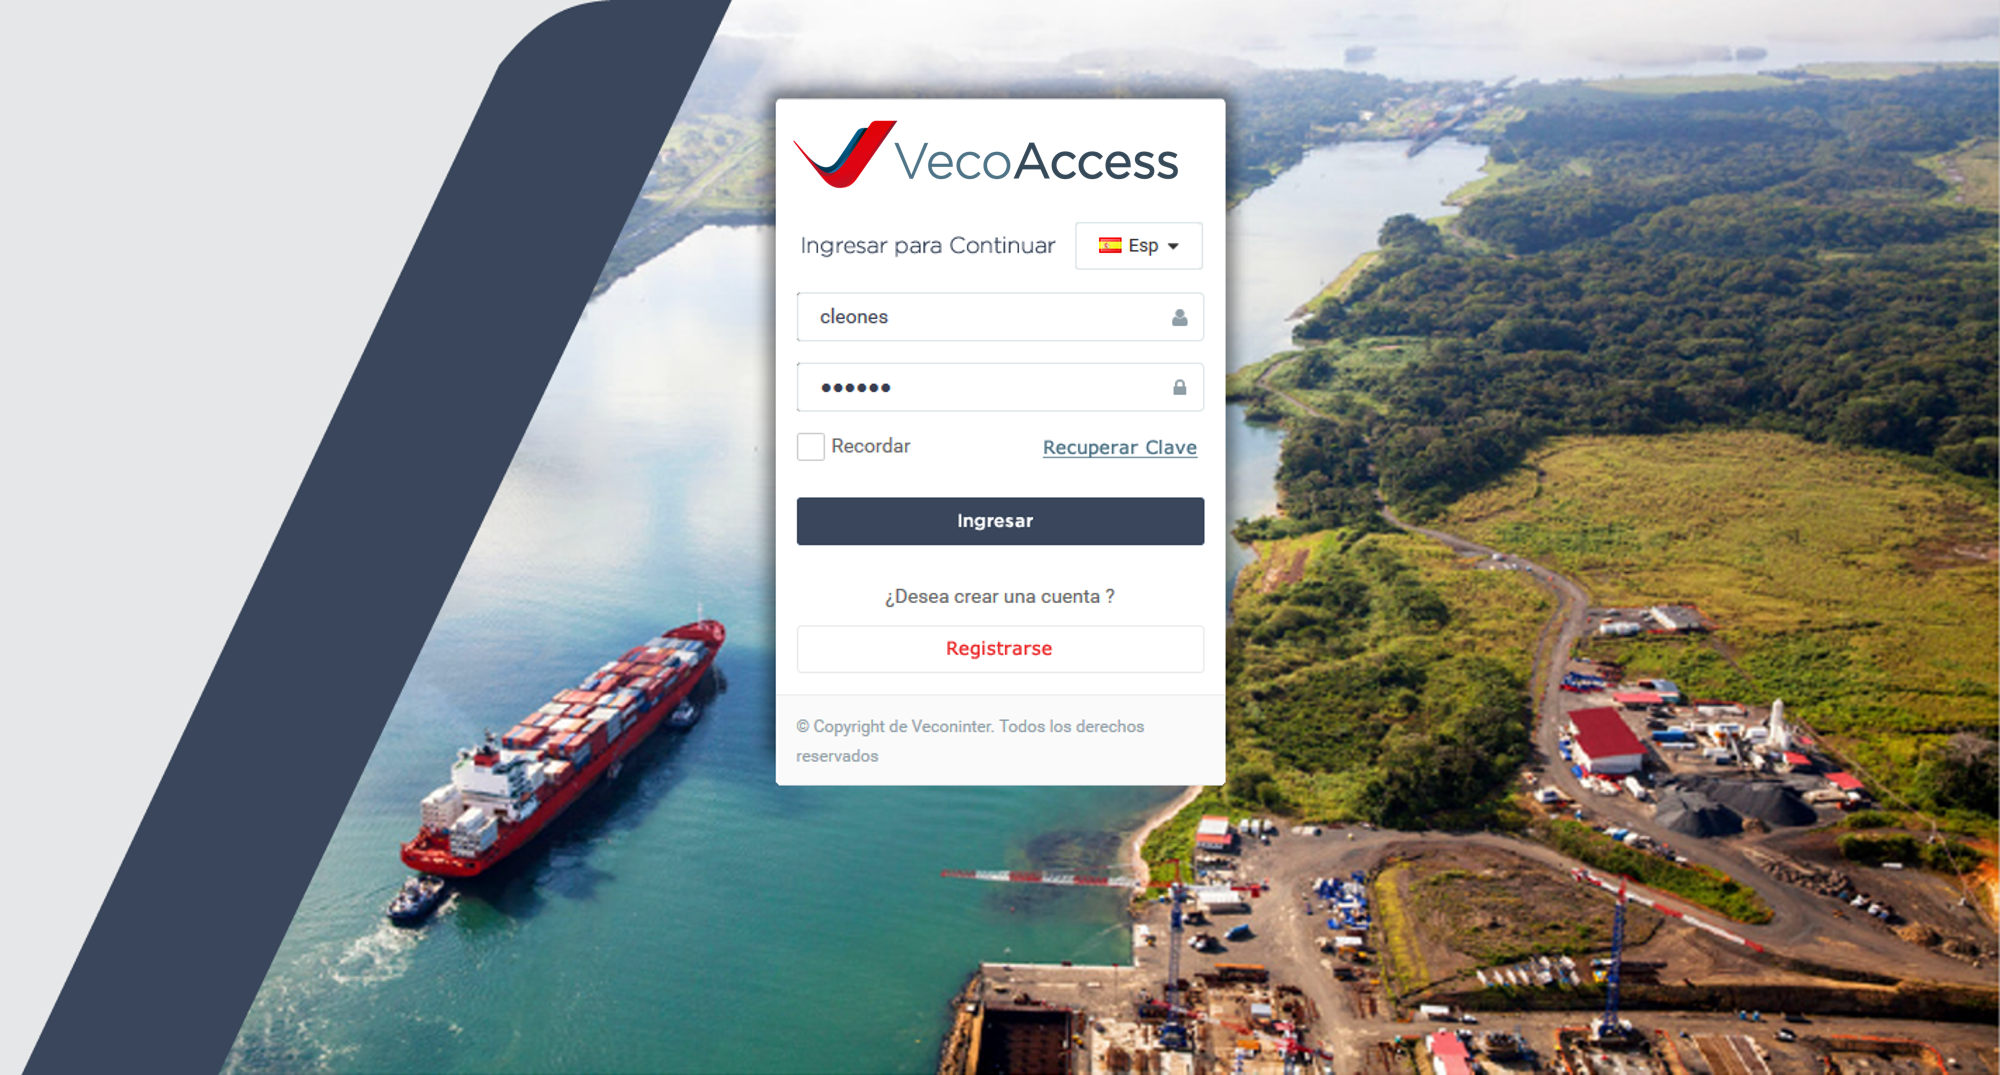 VecoAccess
Ingresar para Continuar
Esp
cleones
••••••
Recordar
Recuperar Clave
Ingresar
¿Desea crear una cuenta ?
Registrarse
© Copyright de Veconinter. Todos los derechos
reservados